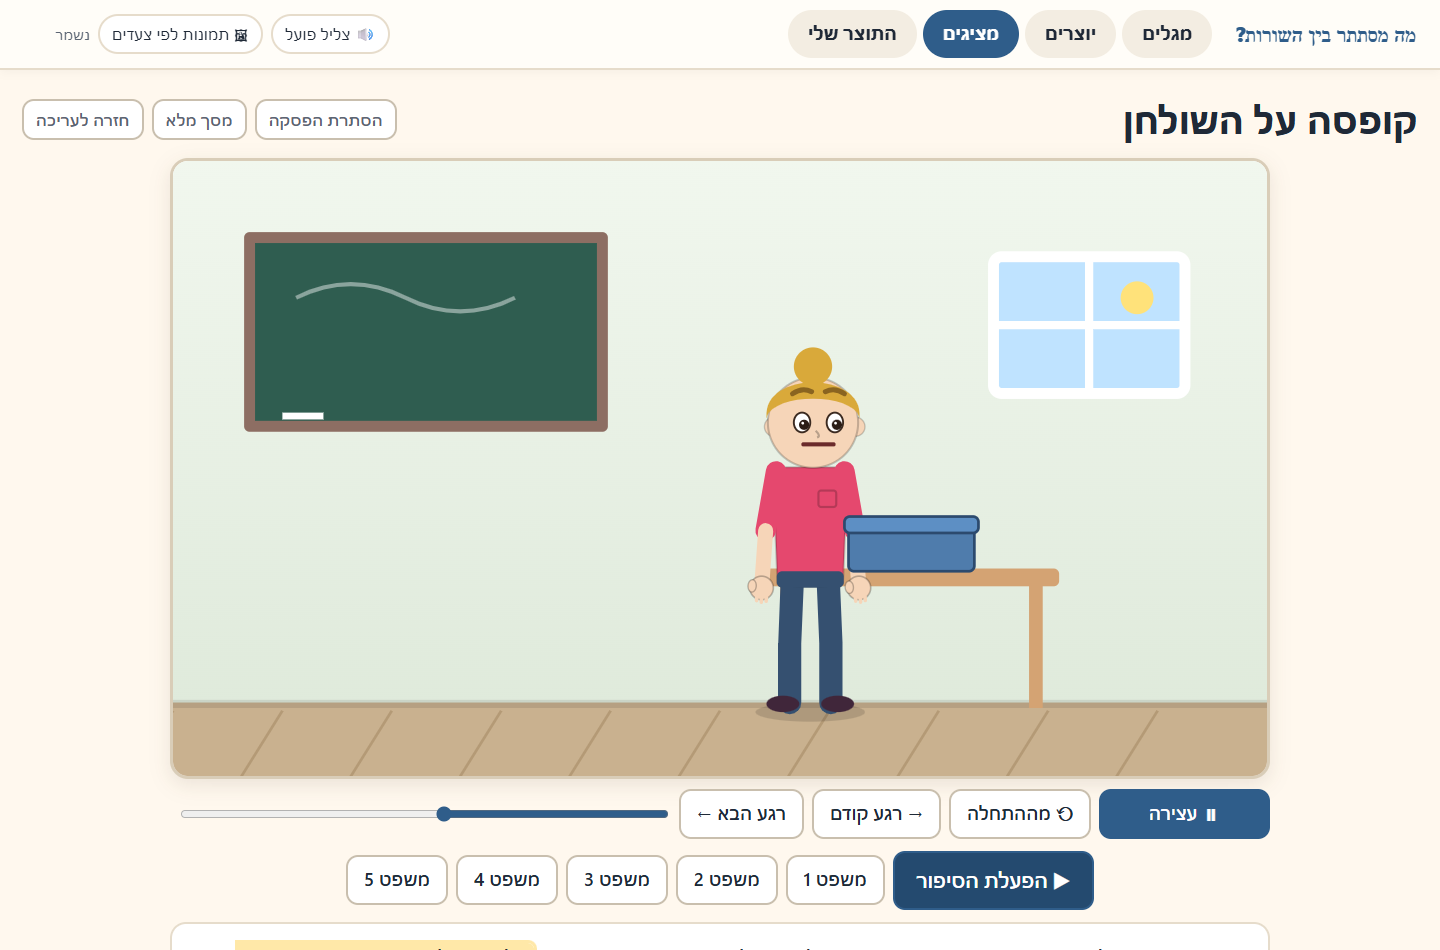 מה מסתתר בין השורות?
מגלים
יוצרים
מציגים
התוצר שלי
צליל פועל
תמונות לפי צעדים
נשמר
קופסה על השולחן
הסתרת הפסקה
מסך מלא
חזרה לעריכה
עצירה
מההתחלה
→ רגע קודם
רגע הבא ←
הפעלת הסיפור
משפט 1
משפט 2
משפט 3
משפט 4
משפט 5